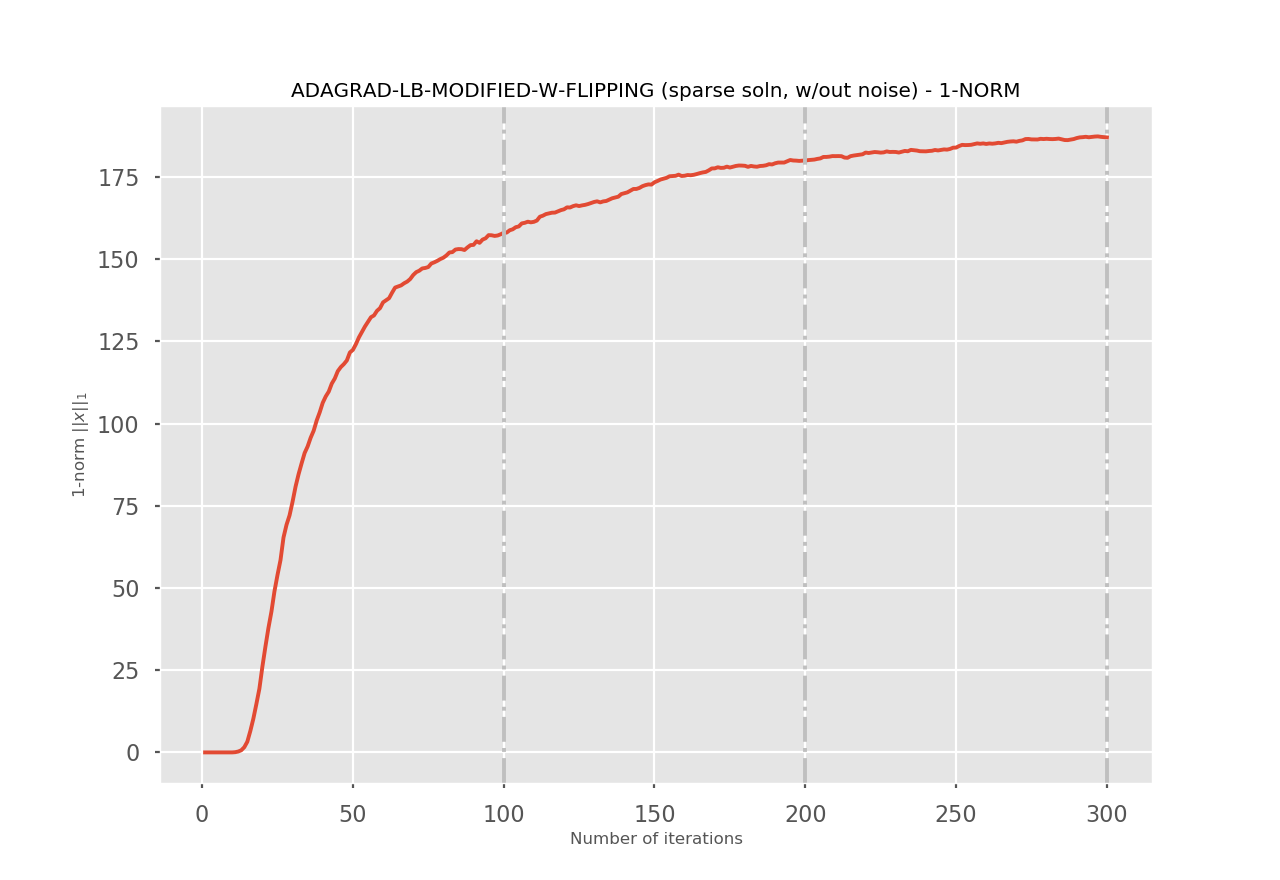 ADAGRAD-LB-MODIFIED-W-FLIPPING (sparse soln, w/out noise) - 1-NORM
1-norm ||x||₁
175
150
125
100
75
50
25
0
0 50 100 150 200 250 300
Number of iterations